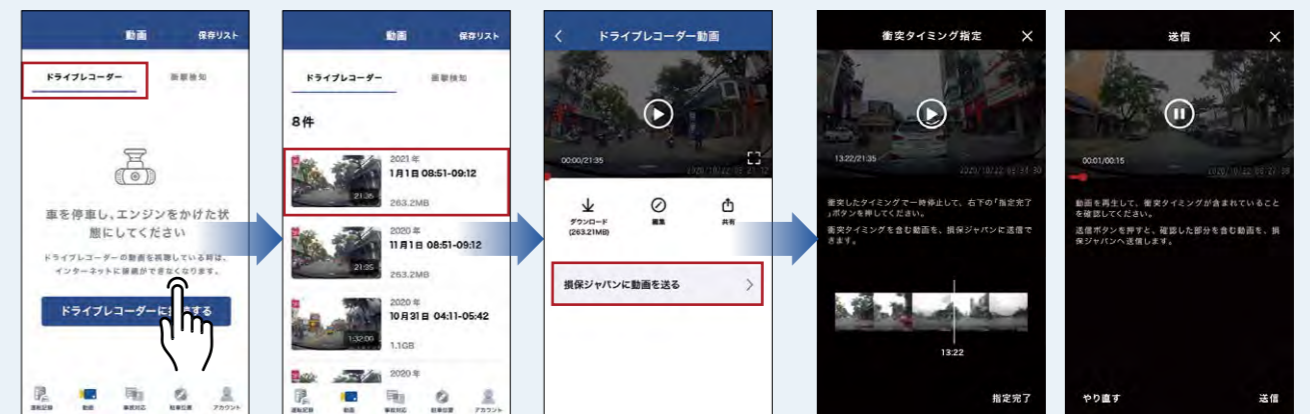 動画
保存リスト
ドライブレコーダー
衝撃検知
車を停車し、エンジンをかけた状
態にしてください
ドライブレコーダーの動画を視聴している時は、
インターネットに接続ができなくなります。
ドライブレコーダーに
する
運転記録
動画
事故対応
駐車位置
アカウント
動画
保存リスト
ドライブレコーダー
衝撃検知
8件
2021年
1月1日 08:51-09:12
21:35
263.2MB
2020年
11月1日 08:51-09:12
21:35
263.2MB
2020年
10月31日 04:11-05:42
1:32:00
1.1GB
2020年
運転記録
動画
事故対応
駐車位置
アカウント
ドライブレコーダー動画
00:00/21:35
ダウンロード
(263.21MB)
編集
共有
損保ジャパンに動画を送る
衝突タイミング指定
13:22/21:35
衝突したタイミングで一時停止して、右下の「指定完了
」ボタンを押してください。
衝突タイミングを含む動画を、損保ジャパンに送信で
きます。
13:22
指定完了
送信
00:01/00:15
動画を再生して、衝突タイミングが含まれていること
を確認してください。
送信ボタンを押すと、確認した部分を含む動画を、損
保ジャパンへ送信します。
やり直す
送信